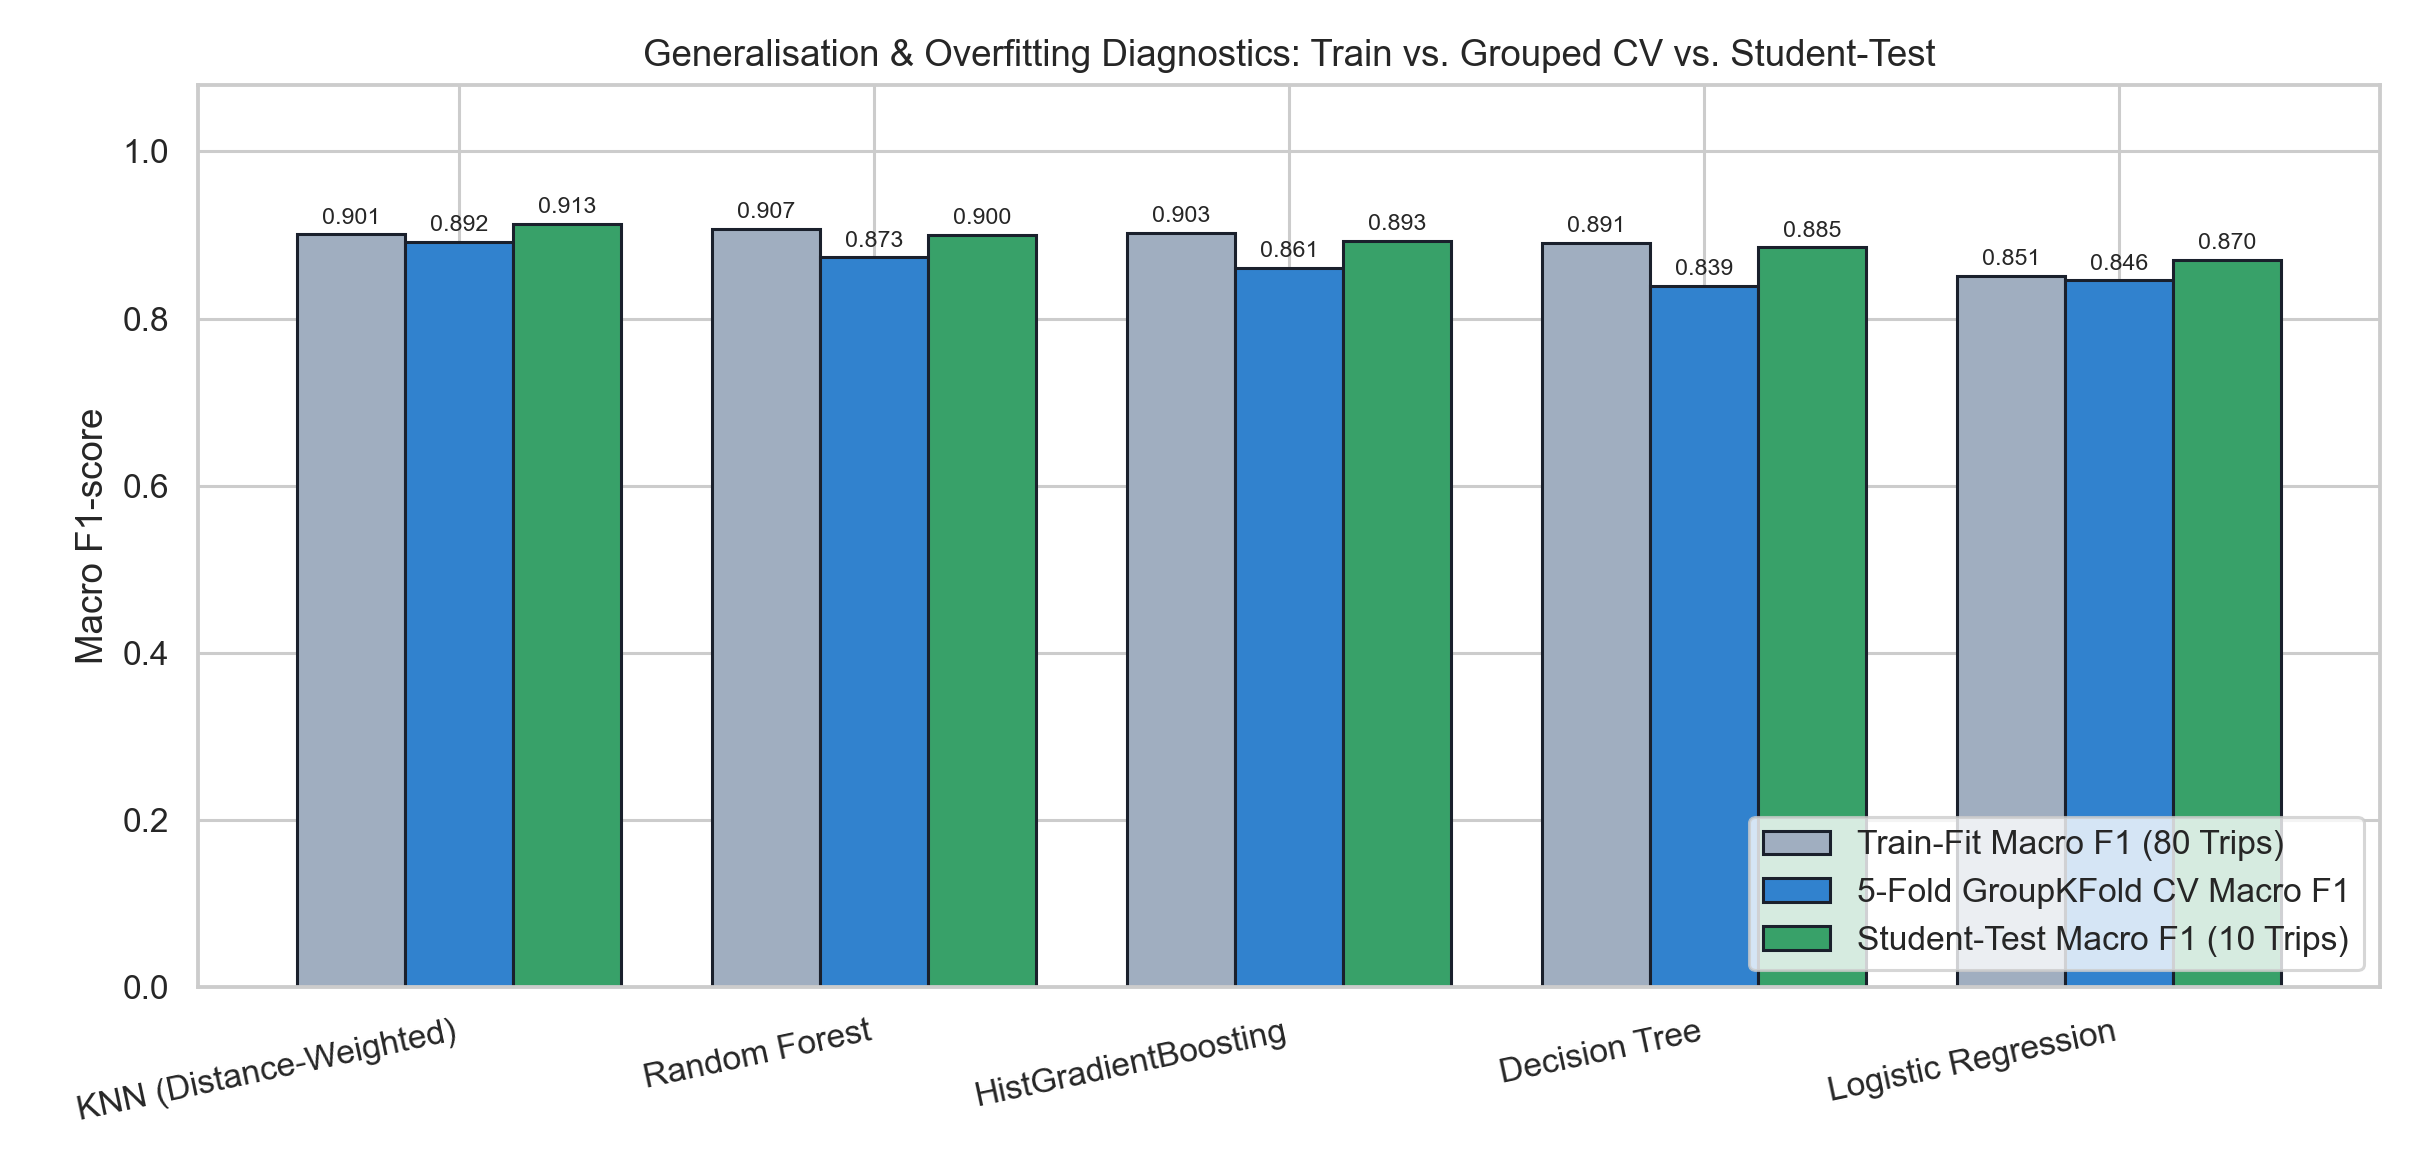 Generalisation & Overfitting Diagnostics: Train vs. Grouped CV vs. Student-Test
Macro F1-score
1.0
0.8
0.6
0.4
0.2
0.0
0.901
0.892
0.913
0.907
0.873
0.900
0.903
0.861
0.893
0.891
0.839
0.885
0.851
0.846
0.870
Train-Fit Macro F1 (80 Trips)
5-Fold GroupKFold CV Macro F1
Student-Test Macro F1 (10 Trips)
KNN (Distance-Weighted)
Random Forest
HistGradientBoosting
Decision Tree
Logistic Regression